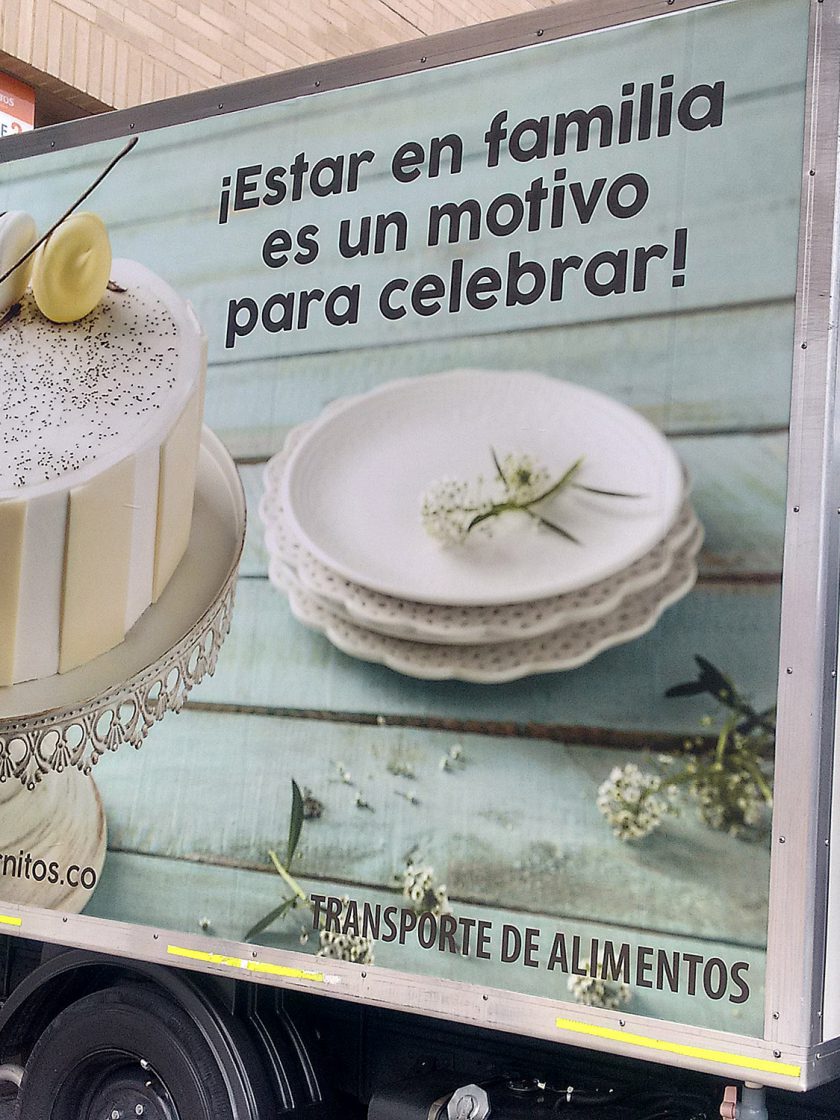 ¡Estar en familia
es un motivo
para celebrar!
rnitos.co
TRANSPORTE DE ALIMENTOS